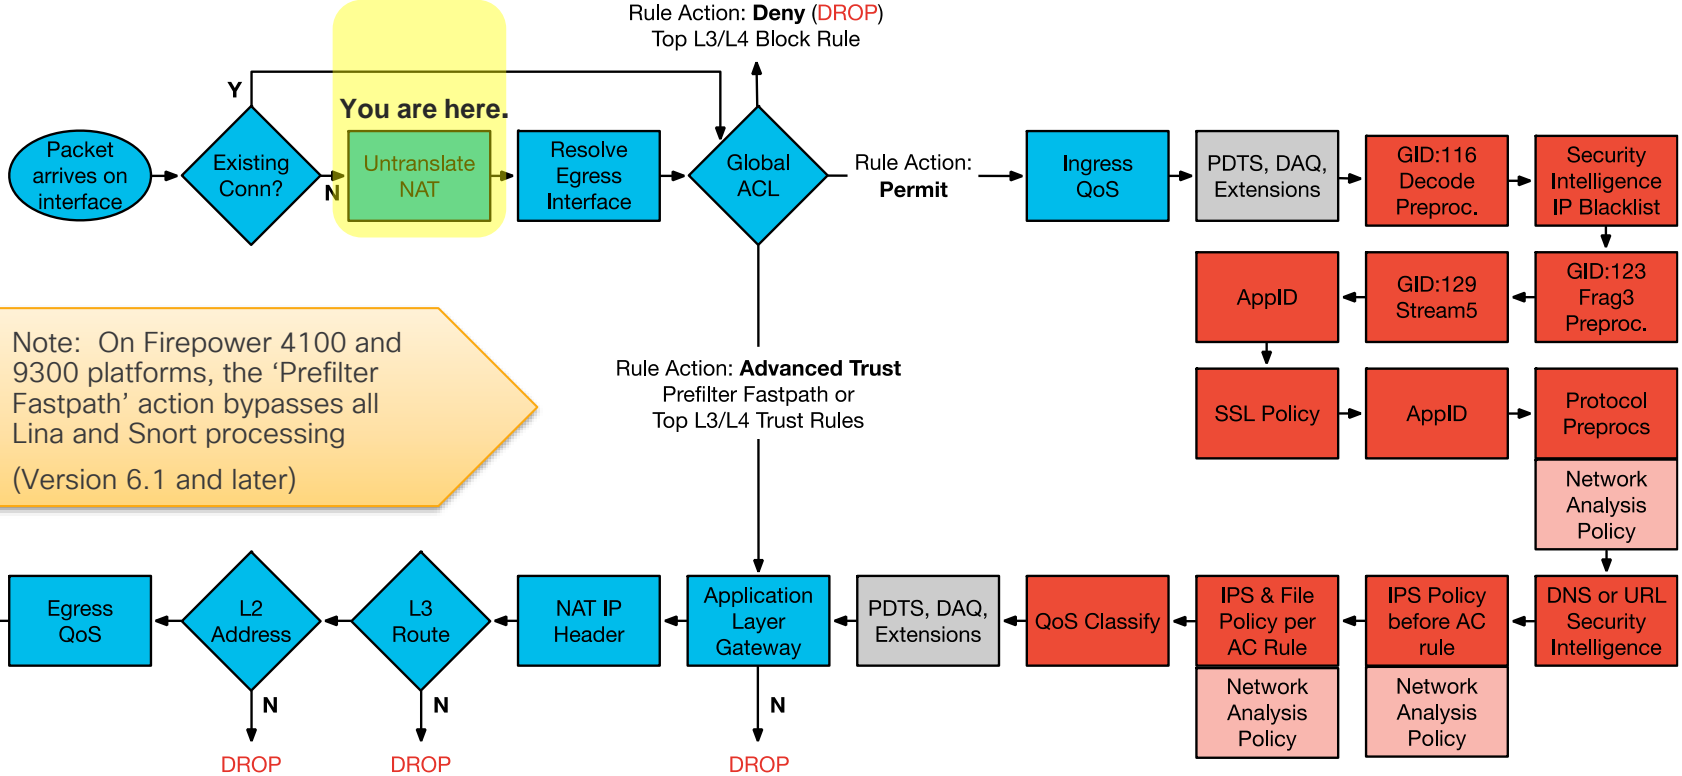 Rule Action: Deny (DROP)
Top L3/L4 Block Rule
Y
You are here.
Packet
arrives on
interface
Existing
Conn?
N
Untranslate
NAT
Resolve
Egress
Interface
Global
ACL
Rule Action:
Permit
Ingress
QoS
PDTS, DAQ,
Extensions
GID:116
Decode
Preproc.
Security
Intelligence
IP Blacklist
AppID
GID:129
Stream5
GID:123
Frag3
Preproc.
Note: On Firepower 4100 and
9300 platforms, the ‘Prefilter
Fastpath’ action bypasses all
Lina and Snort processing
(Version 6.1 and later)
Rule Action: Advanced Trust
Prefilter Fastpath or
Top L3/L4 Trust Rules
SSL Policy
AppID
Protocol
Preprocs
Network
Analysis
Policy
Egress
QoS
L2
Address
L3
Route
NAT IP
Header
Application
Layer
Gateway
PDTS, DAQ,
Extensions
QoS Classify
IPS & File
Policy per
AC Rule
IPS Policy
before AC
rule
DNS or URL
Security
Intelligence
Network
Analysis
Policy
Network
Analysis
Policy
N
N
N
DROP
DROP
DROP